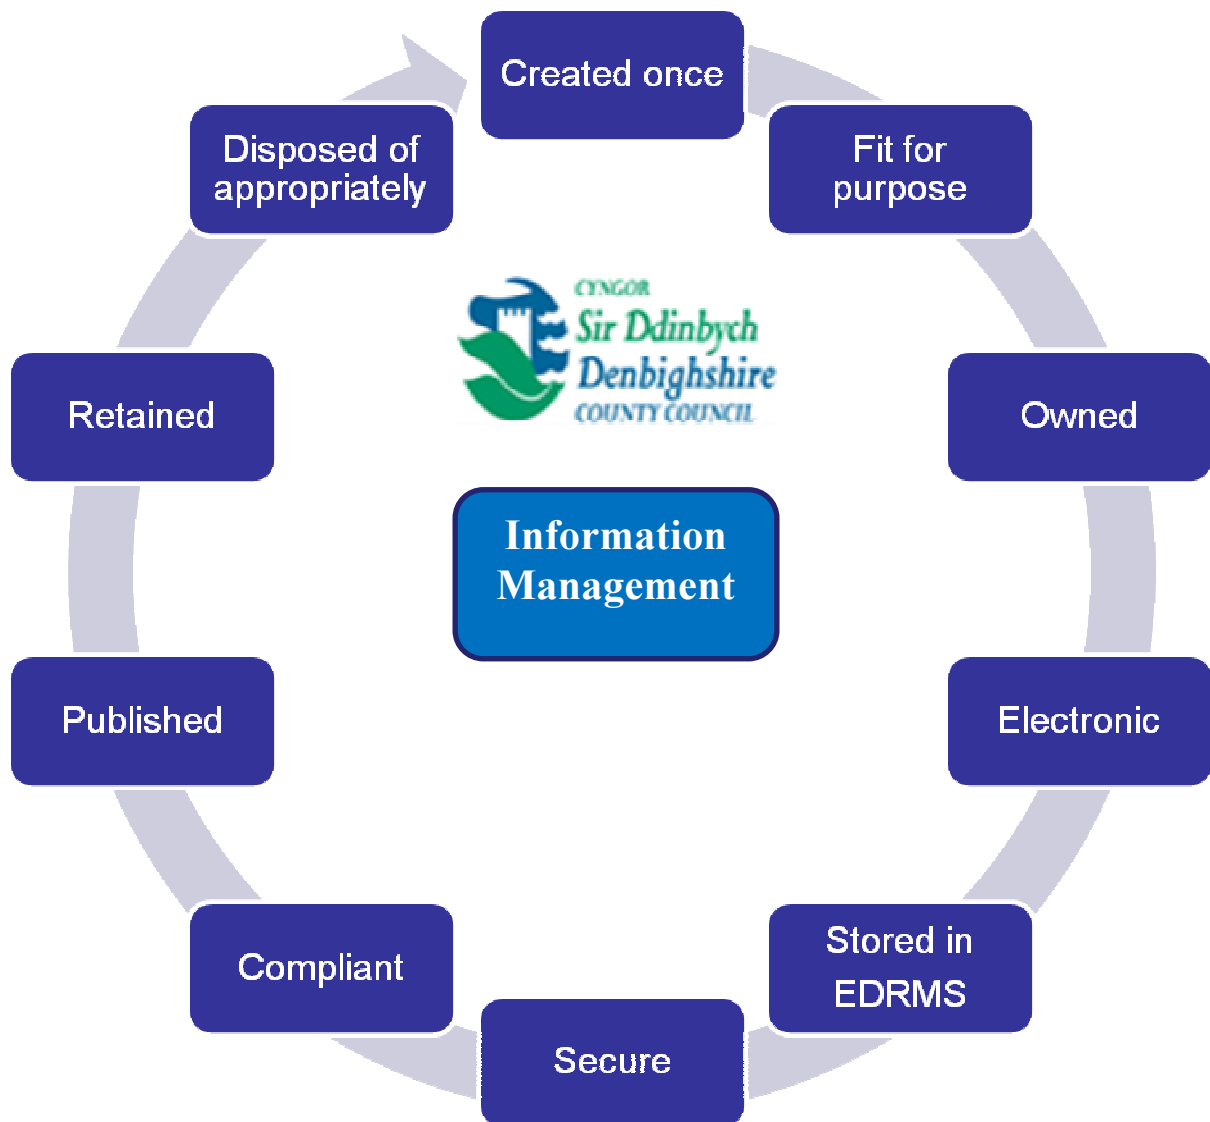 Created once
Fit for
purpose
Owned
Electronic
Stored in
EDRMS
Secure
Compliant
Published
Retained
Disposed of
appropriately
CYNGOR
Sir Ddinbych
Denbighshire
COUNTY COUNCIL
Information
Management